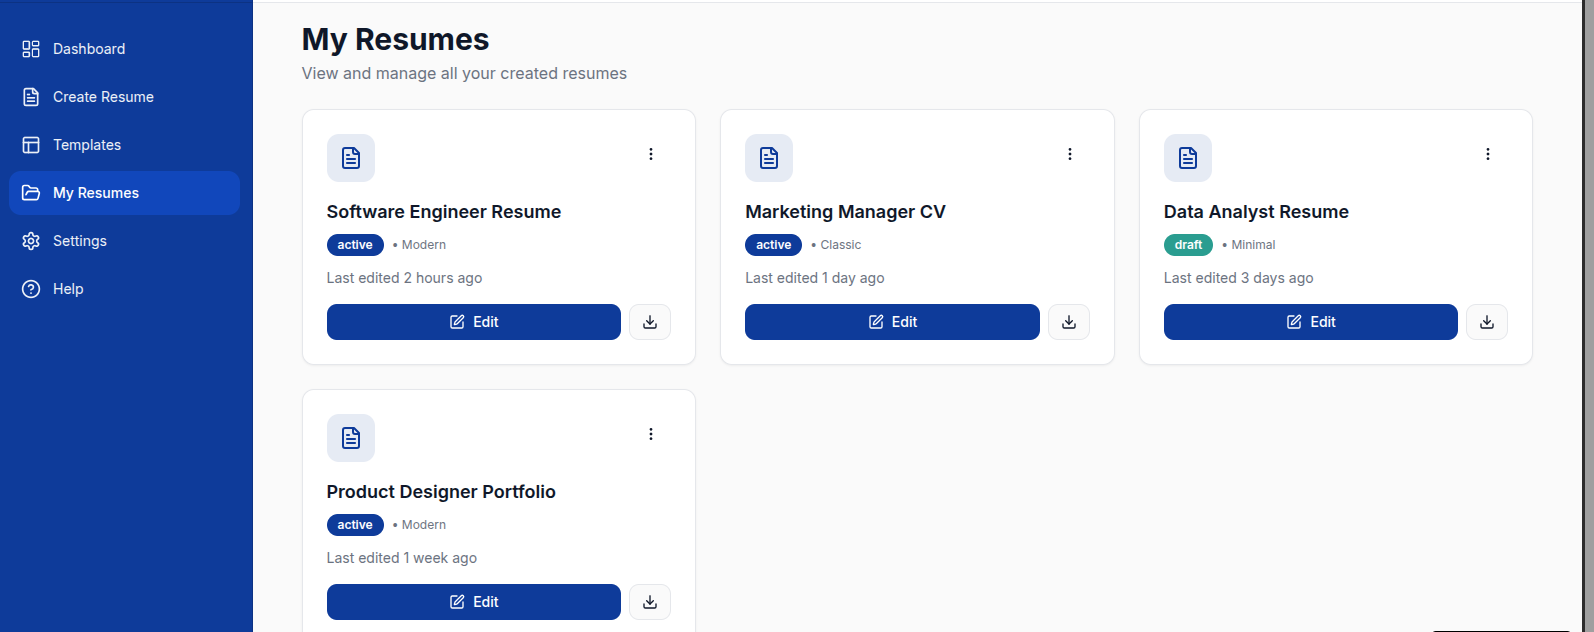 Dashboard
Create Resume
Templates
My Resumes
Settings
Help
My Resumes
View and manage all your created resumes
Software Engineer Resume
active • Modern
Last edited 2 hours ago
Edit
Marketing Manager CV
active • Classic
Last edited 1 day ago
Edit
Data Analyst Resume
draft • Minimal
Last edited 3 days ago
Edit
Product Designer Portfolio
active • Modern
Last edited 1 week ago
Edit